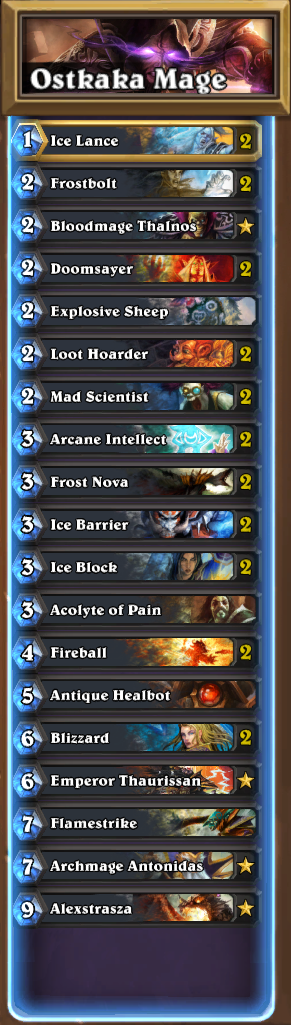 Ostkaka Mage
1 Ice Lance 2
2 Frostbolt 2
2 Bloodmage Thalnos
2 Doomsayer 2
2 Explosive Sheep
2 Loot Hoarder 2
2 Mad Scientist 2
3 Arcane Intellect 2
3 Frost Nova 2
3 Ice Barrier 2
3 Ice Block 2
3 Acolyte of Pain
4 Fireball 2
5 Antique Healbot
6 Blizzard 2
6 Emperor Thaurissan
7 Flamestrike
7 Archmage Antonidas
9 Alexstrasza